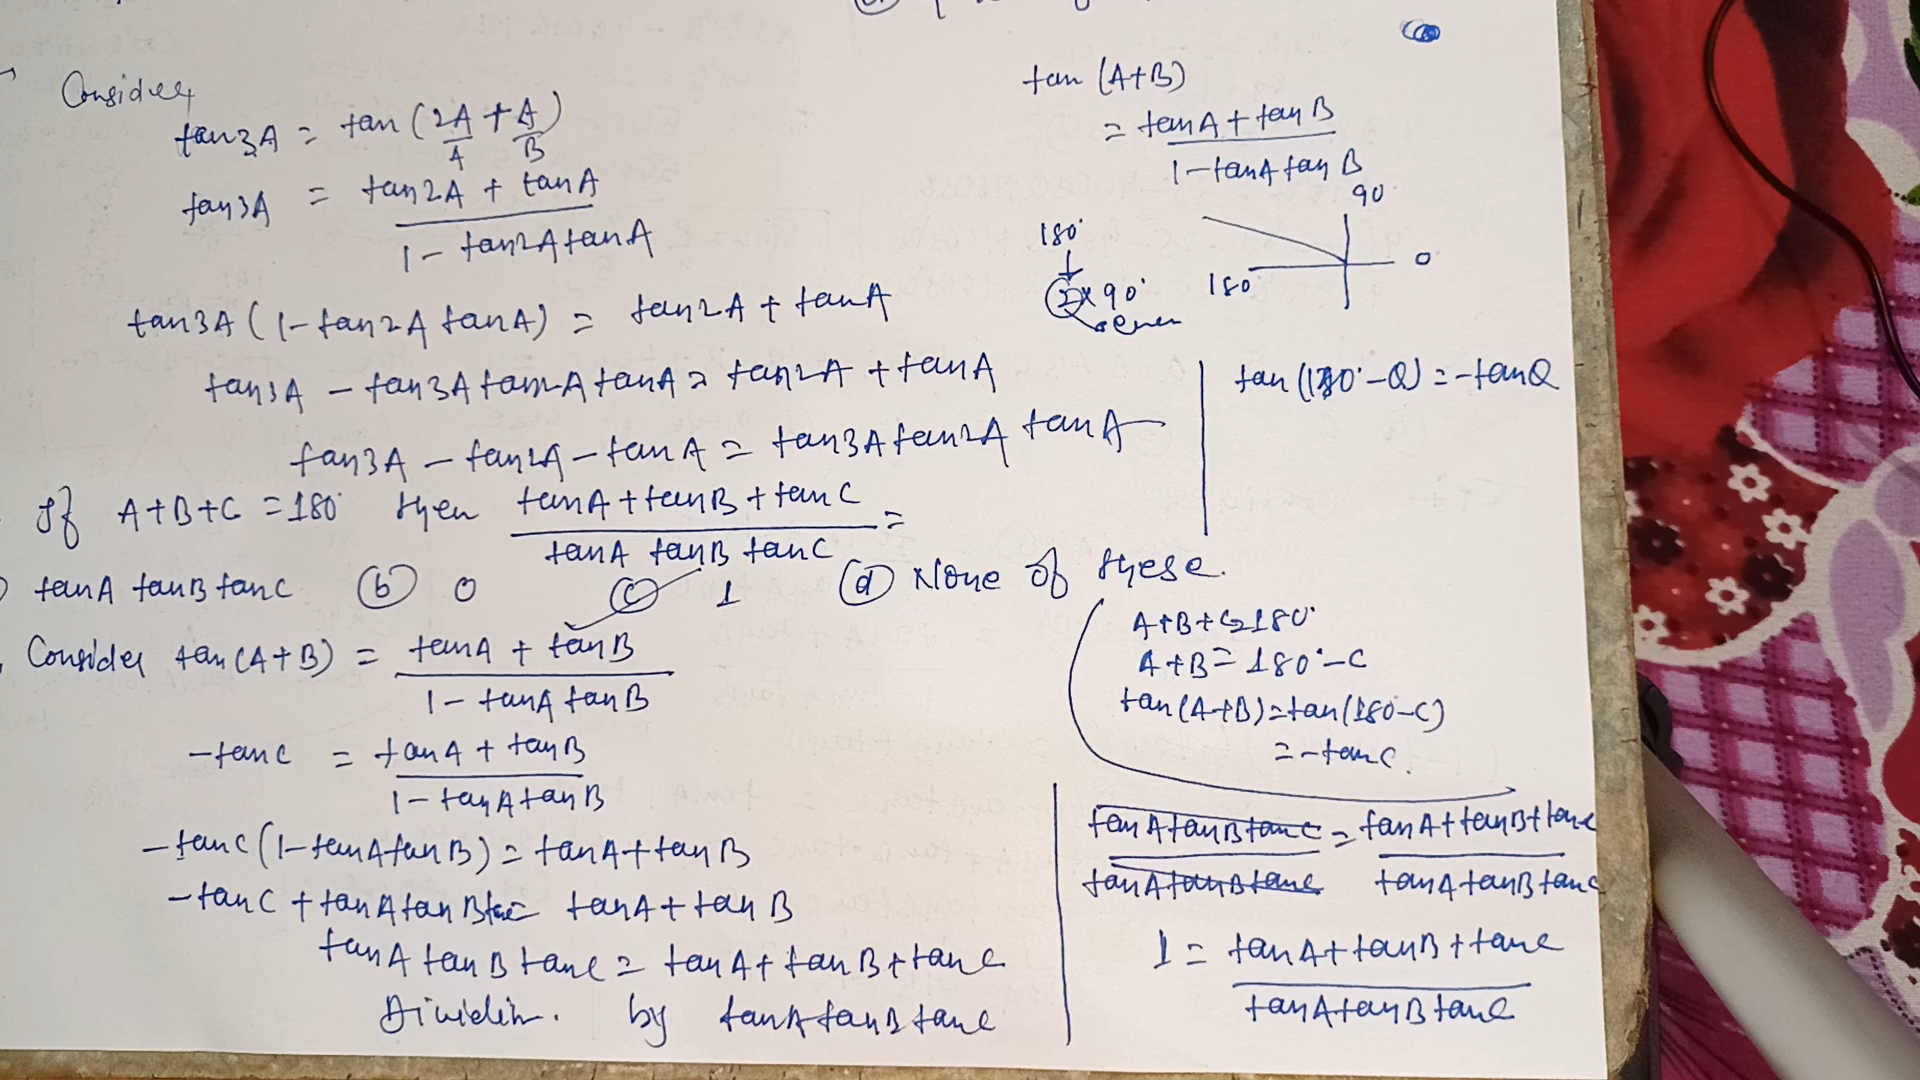 Consider
tan3A = tan (2A + A)
A B
tan3A = tan2A + tanA
1 - tan2A tanA
tan3A (1 - tan2A tanA) = tan2A + tanA
tan3A - tan3A tan2A tanA = tan2A + tanA
tan3A - tan2A - tanA = tan3A tan2A tanA
tan (A+B)
= tanA + tanB
1 - tanA tanB
90
180°
2×90°
even
180° 0
tan (180° - Q) = -tanQ
If A+B+C = 180° then tanA + tanB + tanC =
tanA tanB tanC
tanA tanB tanC (b) 0 (c) 1 (d) None of these.
Consider tan(A+B) = tanA + tanB
1 - tanA tanB
-tanC = tanA + tanB
1 - tanA tanB
-tanC (1 - tanA tanB) = tanA + tanB
-tanC + tanA tanB tanC = tanA + tanB
tanA tanB tanC = tanA + tanB + tanC
Dividin. by tanA tanB tanC
A+B+C = 180°
A+B = 180° - C
tan(A+B) = tan(180 - C)
= -tanC.
tanA tanB tanC = tanA + tanB + tanC
tanA tanB tanC tanA tanB tanC
1 = tanA + tanB + tanC
tanA tanB tanC